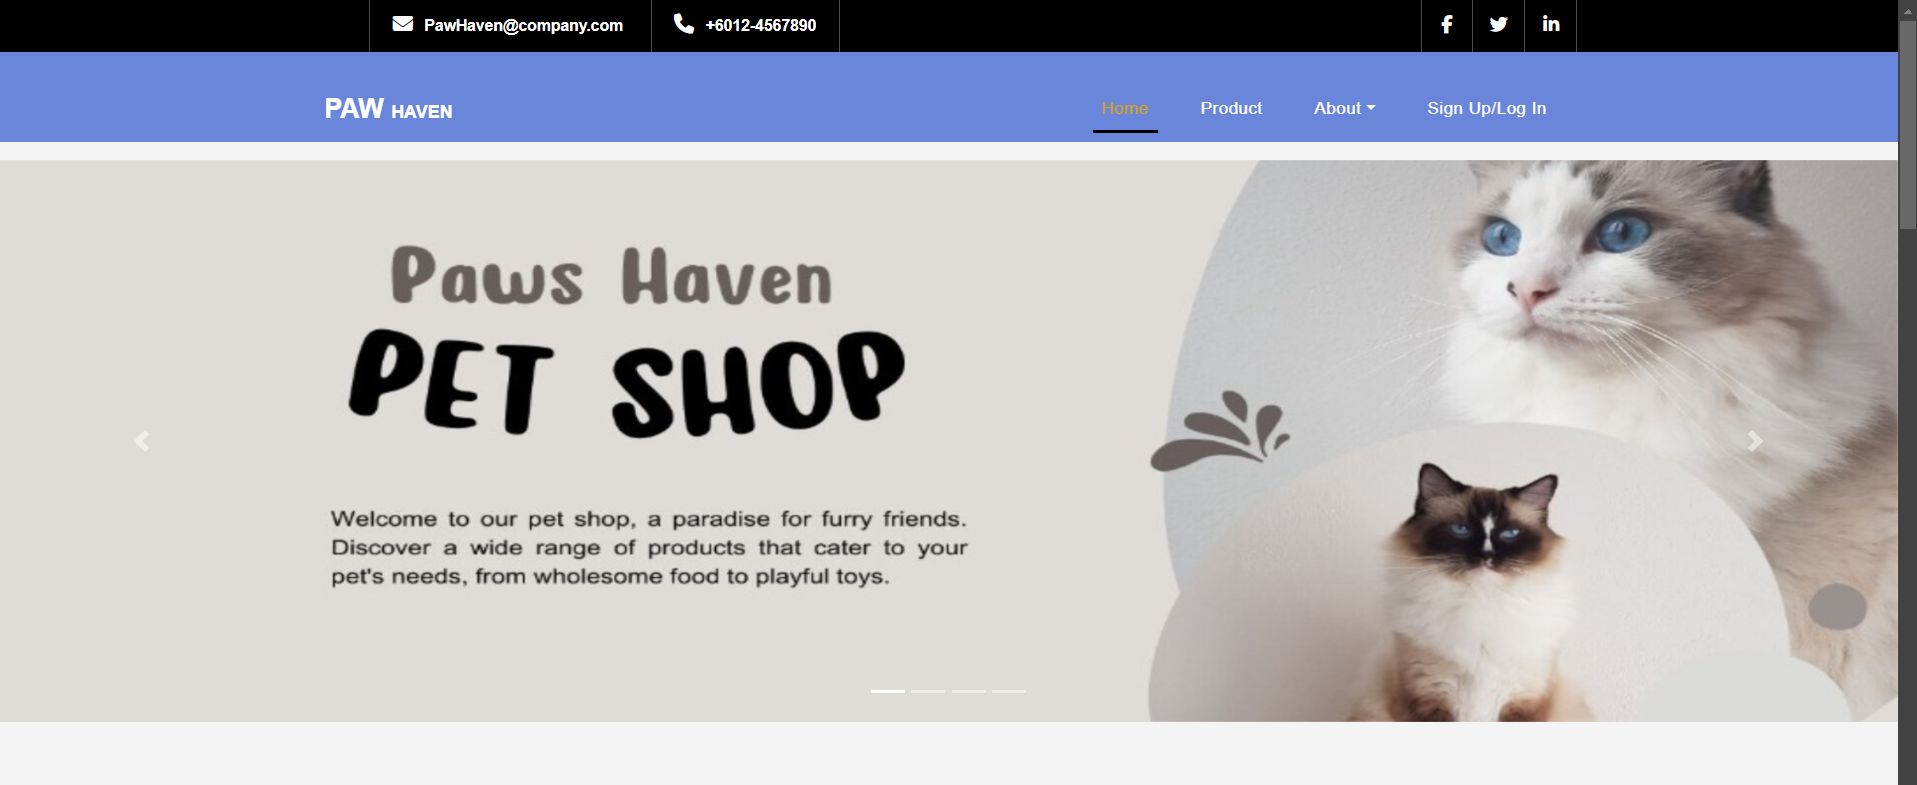 PawHaven@company.com +6012-4567890
PAW HAVEN Home Product About Sign Up/Log In
Paws Haven
PET SHOP
Welcome to our pet shop, a paradise for furry friends.
Discover a wide range of products that cater to your
pet's needs, from wholesome food to playful toys.